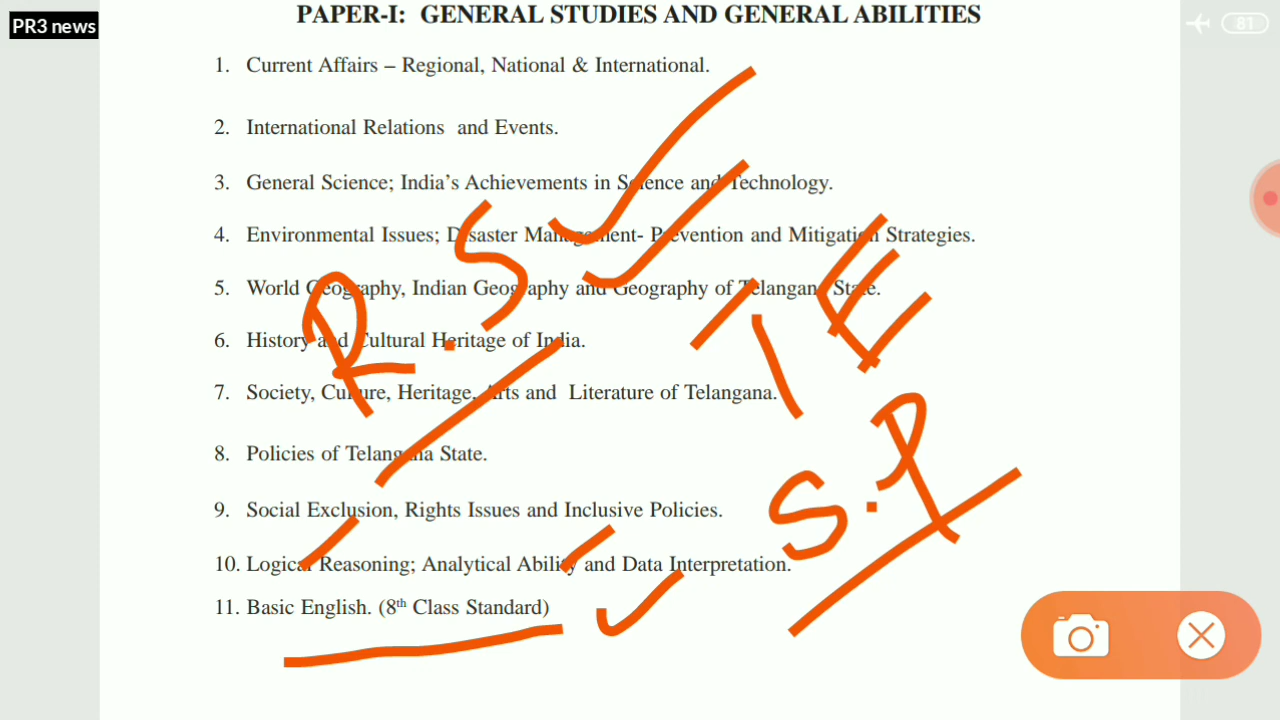 PR3 news
81
PAPER-I: GENERAL STUDIES AND GENERAL ABILITIES
1. Current Affairs – Regional, National & International.
2. International Relations and Events.
3. General Science; India's Achievements in Science and Technology.
4. Environmental Issues; Disaster Management- Prevention and Mitigation Strategies.
5. World Geography, Indian Geography and Geography of Telangana State.
6. History and Cultural Heritage of India.
7. Society, Culture, Heritage, Arts and Literature of Telangana.
8. Policies of Telangana State.
9. Social Exclusion, Rights Issues and Inclusive Policies.
10. Logical Reasoning; Analytical Ability and Data Interpretation.
11. Basic English. (8th Class Standard)
R.S
TE
S.P